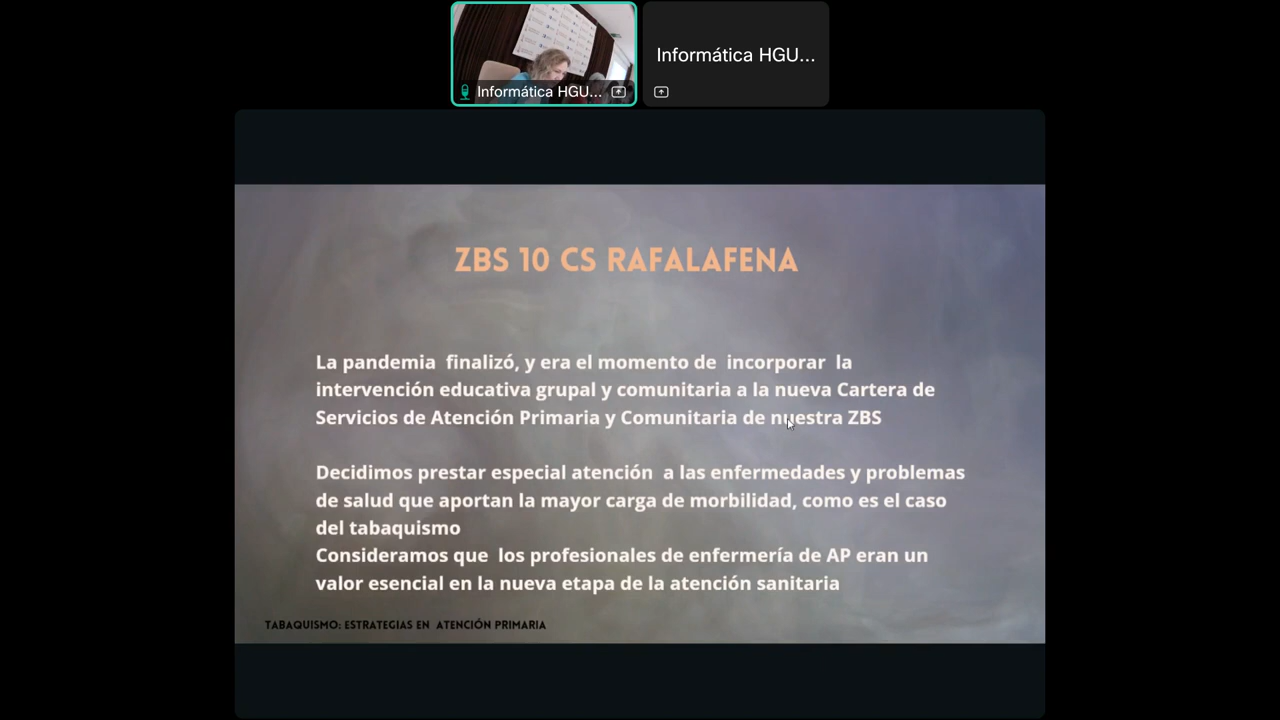 Informática HGU...
Informática HGU...
ZBS 10 CS RAFALAFENA
La pandemia finalizó, y era el momento de incorporar la
intervención educativa grupal y comunitaria a la nueva Cartera de
Servicios de Atención Primaria y Comunitaria de nuestra ZBS
Decidimos prestar especial atención a las enfermedades y problemas
de salud que aportan la mayor carga de morbilidad, como es el caso
del tabaquismo
Consideramos que los profesionales de enfermería de AP eran un
valor esencial en la nueva etapa de la atención sanitaria
TABAQUISMO: ESTRATEGIAS EN ATENCIÓN PRIMARIA